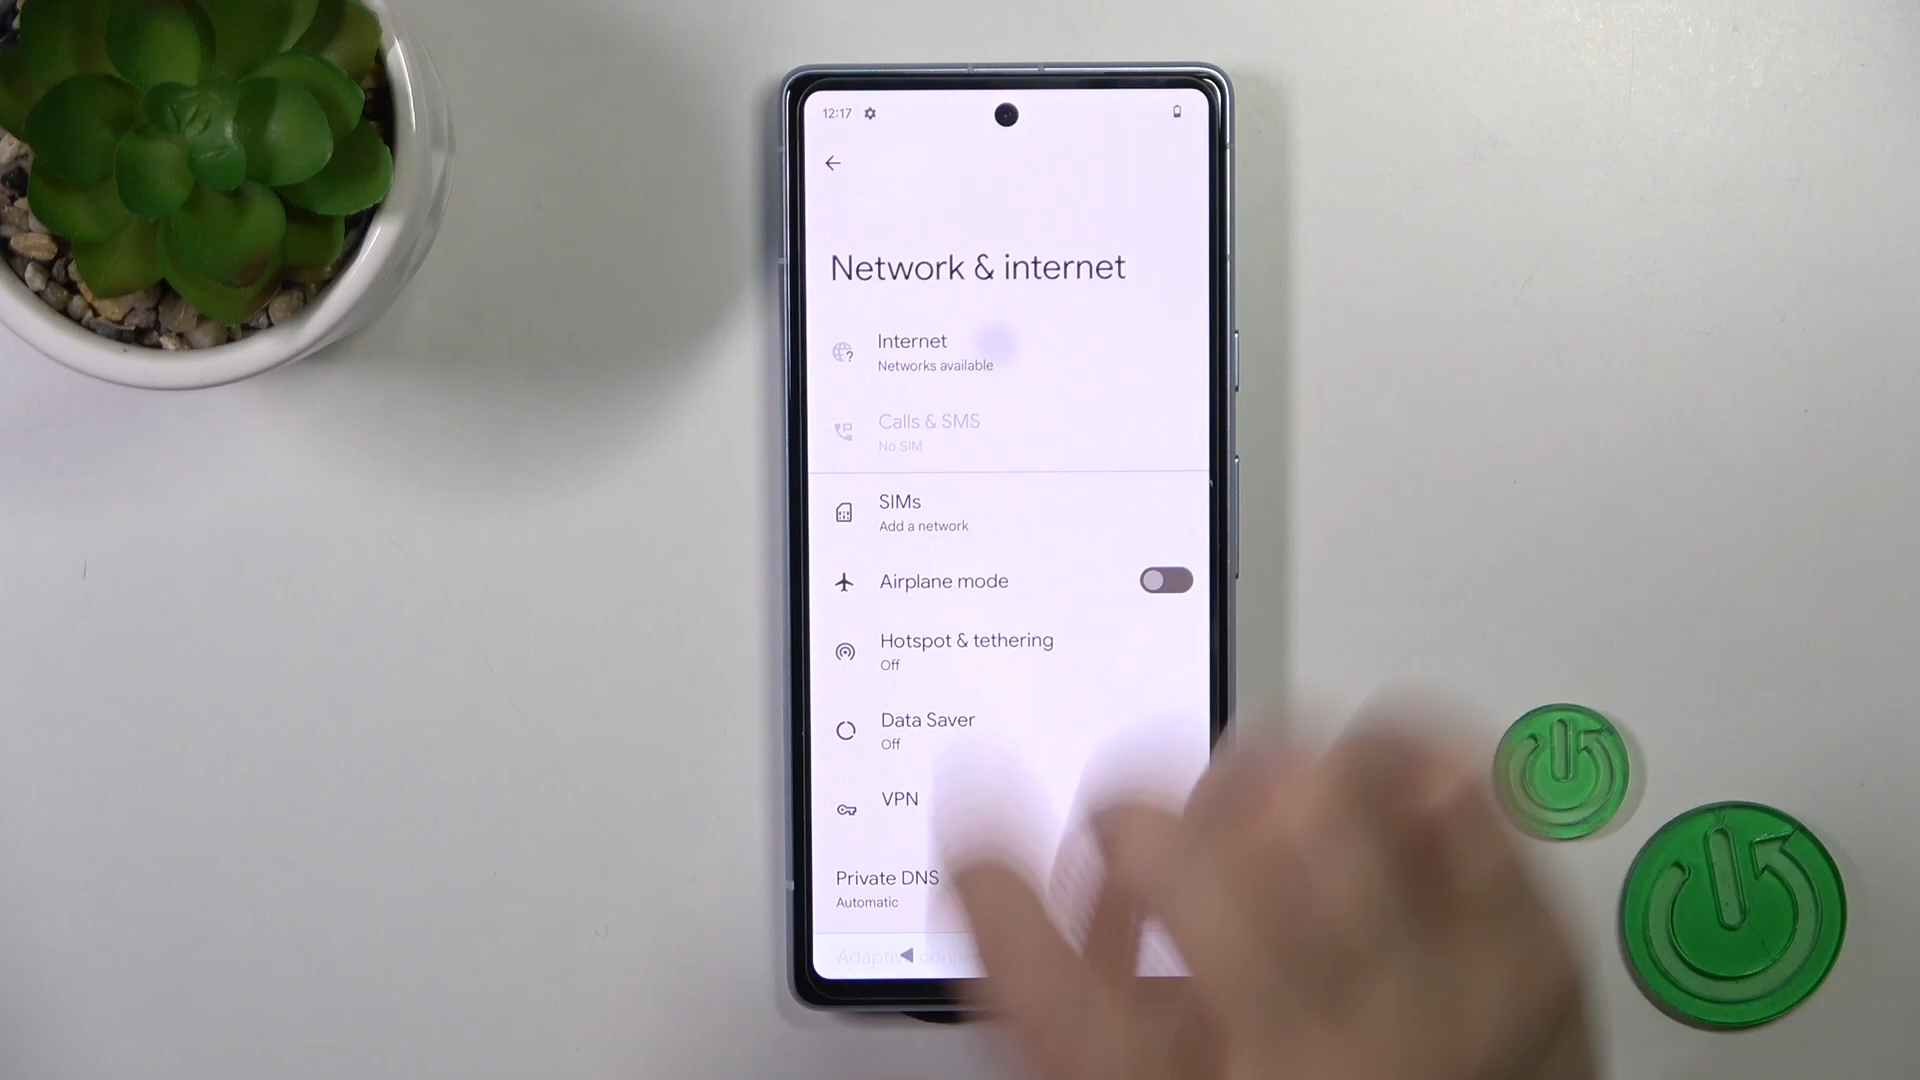 12:17
Network & internet
Internet
Networks available
Calls & SMS
No SIM
SIMs
Add a network
Airplane mode
Hotspot & tethering
Off
Data Saver
Off
VPN
Private DNS
Automatic